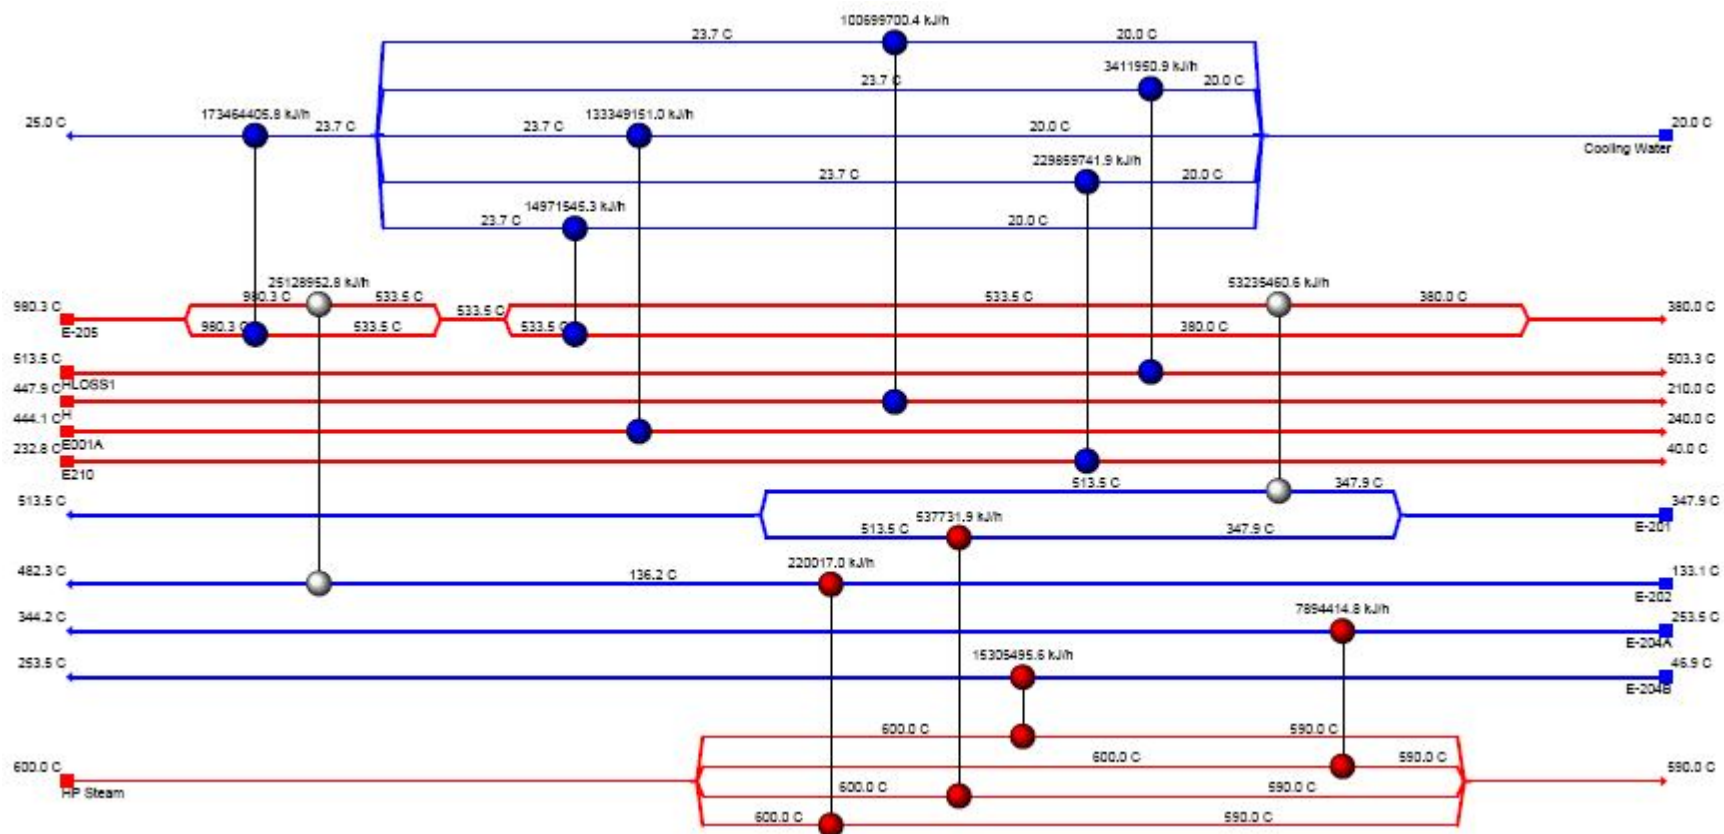 100699700.4 kJ/h
23.7 C 20.0 C
3411950.9 kJ/h
23.7 C 20.0 C
173464406.8 kJ/h 133349151.0 kJ/h
25.0 C 23.7 C 23.7 C 20.0 C 20.0 C
Cooling Water
229859741.9 kJ/h
23.7 C 20.0 C
14971545.3 kJ/h
23.7 C 20.0 C
25128952.8 kJ/h 53235460.6 kJ/h
980.3 C 533.5 C 533.5 C 380.0 C
980.3 C 533.5 C 380.0 C
E-205 980.3 C 533.5 C 533.5 C 380.0 C
513.5 C 503.3 C
HLOSS1
447.9 C 210.0 C
H
444.1 C 240.0 C
E001A
232.8 C 40.0 C
E210
513.5 C 347.9 C
513.5 C 347.9 C
E-201
537731.9 kJ/h
513.5 C 347.9 C
220017.0 kJ/h
482.3 C 136.2 C 133.1 C
E-202
7894414.8 kJ/h
344.2 C 253.5 C
E-204A
15305495.6 kJ/h
253.5 C 46.9 C
E-204B
600.0 C 590.0 C
600.0 C 590.0 C
600.0 C 590.0 C
HP Steam
600.0 C 590.0 C
600.0 C 590.0 C